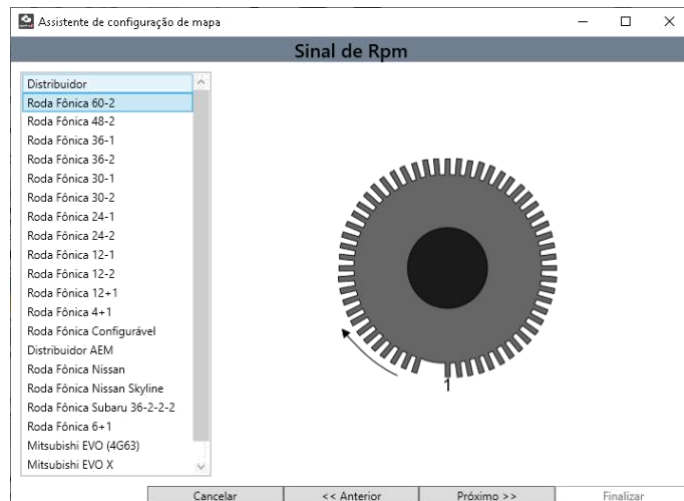 Assistente de configuração de mapa
Sinal de Rpm
Distribuidor
Roda Fônica 60-2
Roda Fônica 48-2
Roda Fônica 36-1
Roda Fônica 36-2
Roda Fônica 30-1
Roda Fônica 30-2
Roda Fônica 24-1
Roda Fônica 24-2
Roda Fônica 12-1
Roda Fônica 12-2
Roda Fônica 12+1
Roda Fônica 4+1
Roda Fônica Configurável
Distribuidor AEM
Roda Fônica Nissan
Roda Fônica Nissan Skyline
Roda Fônica Subaru 36-2-2-2
Roda Fônica 6+1
Mitsubishi EVO (4G63)
Mitsubishi EVO X
1
Cancelar << Anterior Próximo >> Finalizar